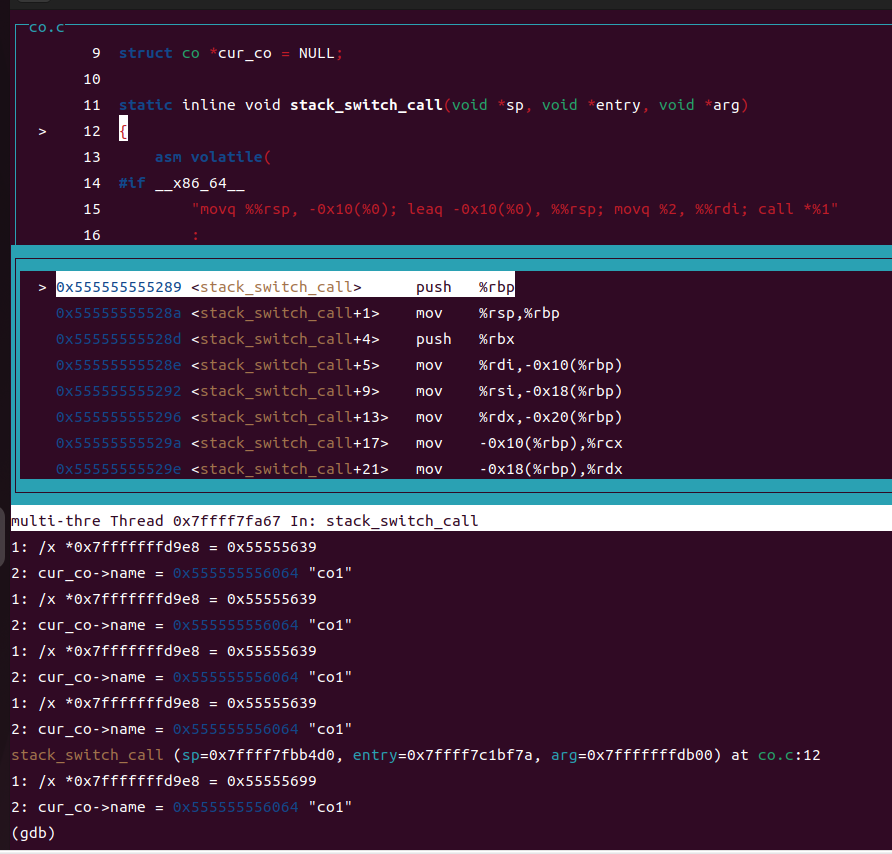 co.c
9 struct co *cur_co = NULL;
10
11 static inline void stack_switch_call(void *sp, void *entry, void *arg)
> 12 {
13 asm volatile(
14 #if __x86_64__
15 "movq %%rsp, -0x10(%0); leaq -0x10(%0), %%rsp; movq %2, %%rdi; call *%1"
16 :
> 0x555555555289 <stack_switch_call> push %rbp
0x55555555528a <stack_switch_call+1> mov %rsp,%rbp
0x55555555528d <stack_switch_call+4> push %rbx
0x55555555528e <stack_switch_call+5> mov %rdi,-0x10(%rbp)
0x555555555292 <stack_switch_call+9> mov %rsi,-0x18(%rbp)
0x555555555296 <stack_switch_call+13> mov %rdx,-0x20(%rbp)
0x55555555529a <stack_switch_call+17> mov -0x10(%rbp),%rcx
0x55555555529e <stack_switch_call+21> mov -0x18(%rbp),%rdx
multi-thre Thread 0x7ffff7fa67 In: stack_switch_call
1: /x *0x7fffffffd9e8 = 0x55555639
2: cur_co->name = 0x555555556064 "co1"
1: /x *0x7fffffffd9e8 = 0x55555639
2: cur_co->name = 0x555555556064 "co1"
1: /x *0x7fffffffd9e8 = 0x55555639
2: cur_co->name = 0x555555556064 "co1"
1: /x *0x7fffffffd9e8 = 0x55555639
2: cur_co->name = 0x555555556064 "co1"
stack_switch_call (sp=0x7ffff7fbb4d0, entry=0x7ffff7c1bf7a, arg=0x7fffffffdb00) at co.c:12
1: /x *0x7fffffffd9e8 = 0x55555699
2: cur_co->name = 0x555555556064 "co1"
(gdb)